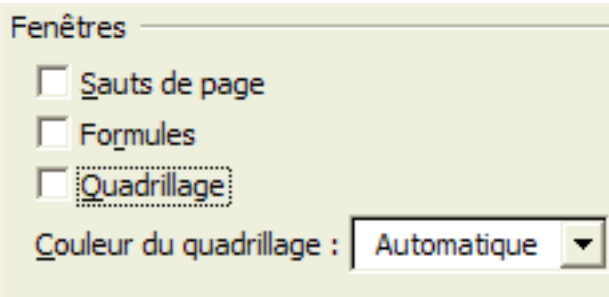 Fenêtres
Sauts de page
Formules
Quadrillage
Couleur du quadrillage : Automatique